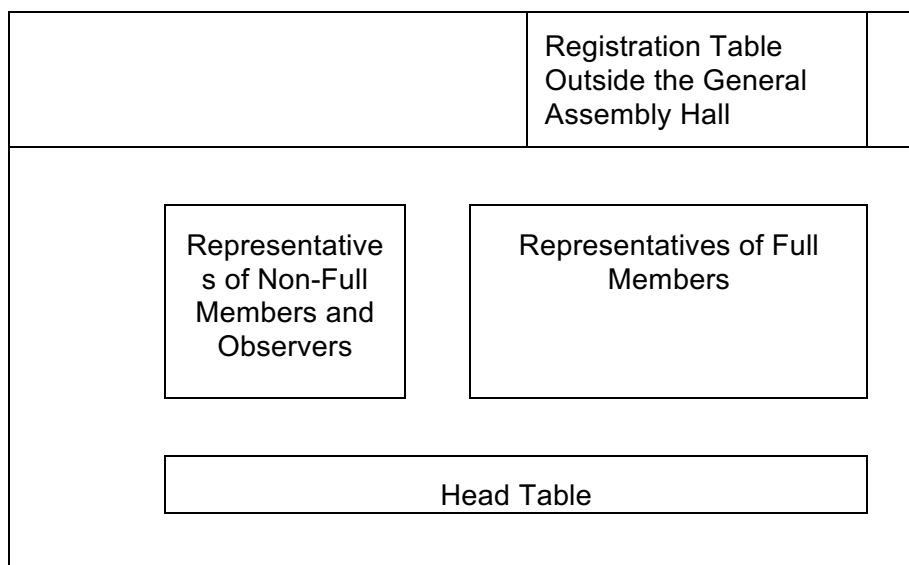 Registration Table
Outside the General
Assembly Hall
Representative
s of Non-Full
Members and
Observers
Representatives of Full
Members
Head Table